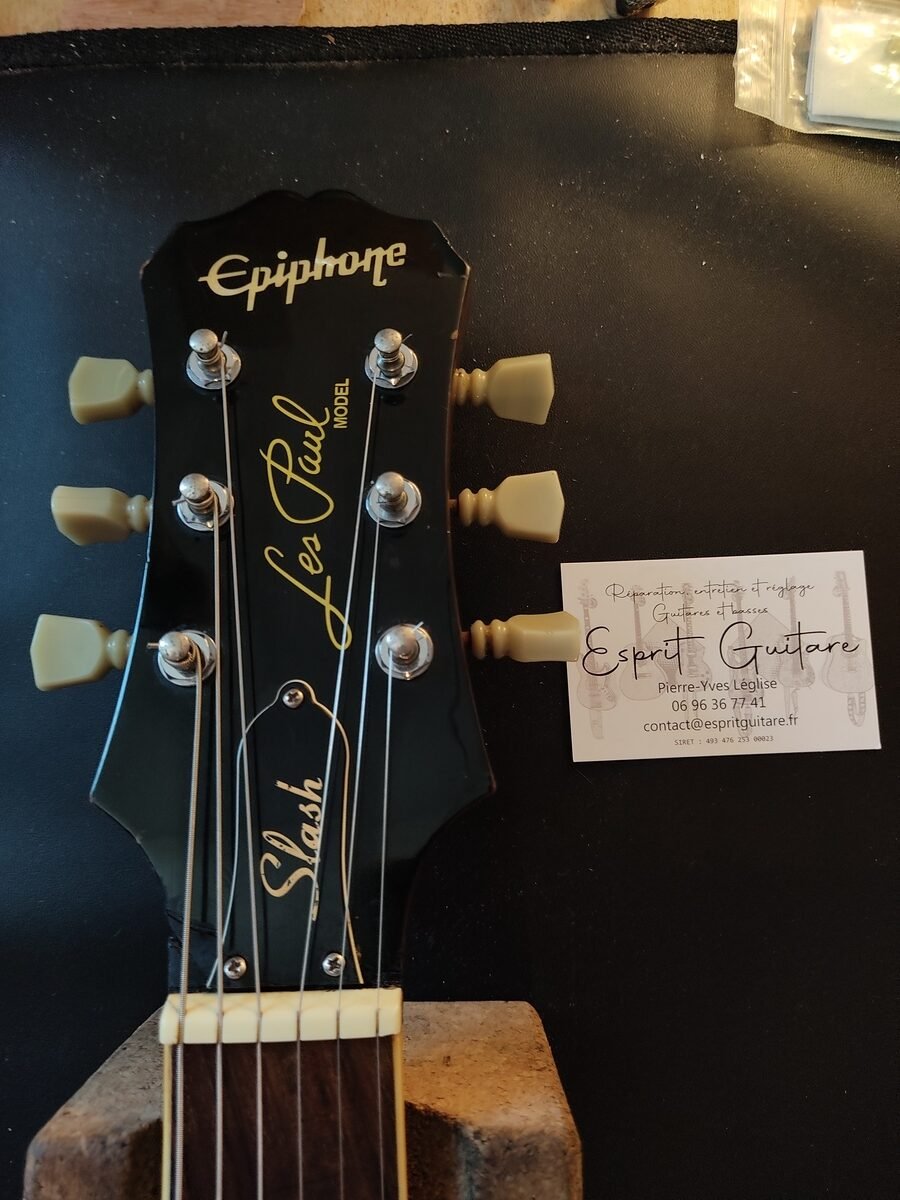 Epiphone
Les Paul
MODEL
Slash
Réparation, entretien et réglage
Guitares et basses
Esprit Guitare
Pierre-Yves Léglise
06 96 36 77 41
contact@espritguitare.fr
SIRET : 493 476 253 00023